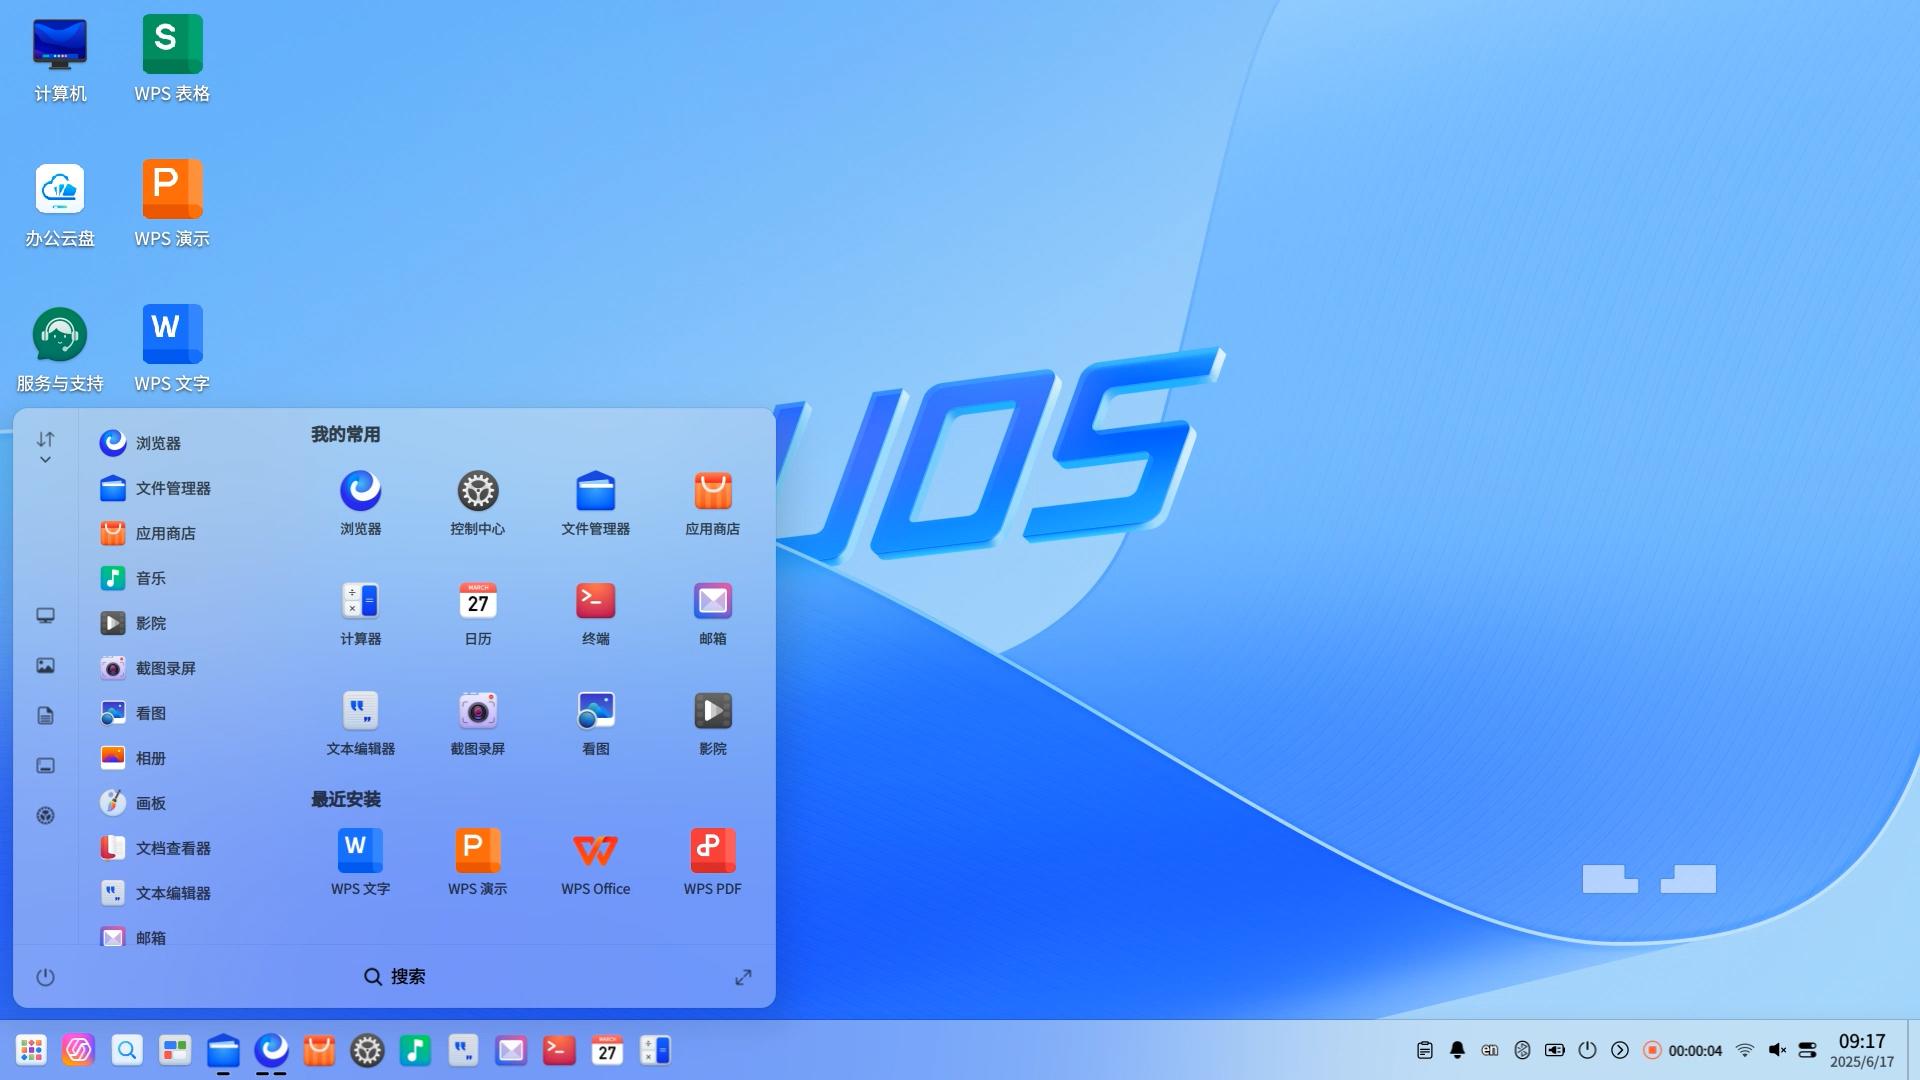 计算机
WPS 表格
办公云盘
WPS 演示
服务与支持
WPS 文字
UOS
浏览器
文件管理器
应用商店
音乐
影院
截图录屏
看图
相册
画板
文档查看器
文本编辑器
邮箱
我的常用
浏览器
控制中心
文件管理器
应用商店
MARCH
27
计算器
日历
终端
邮箱
文本编辑器
截图录屏
看图
影院
最近安装
WPS 文字
WPS 演示
WPS Office
WPS PDF
搜索
MARCH
27
en
00:00:04
09:17
2025/6/17